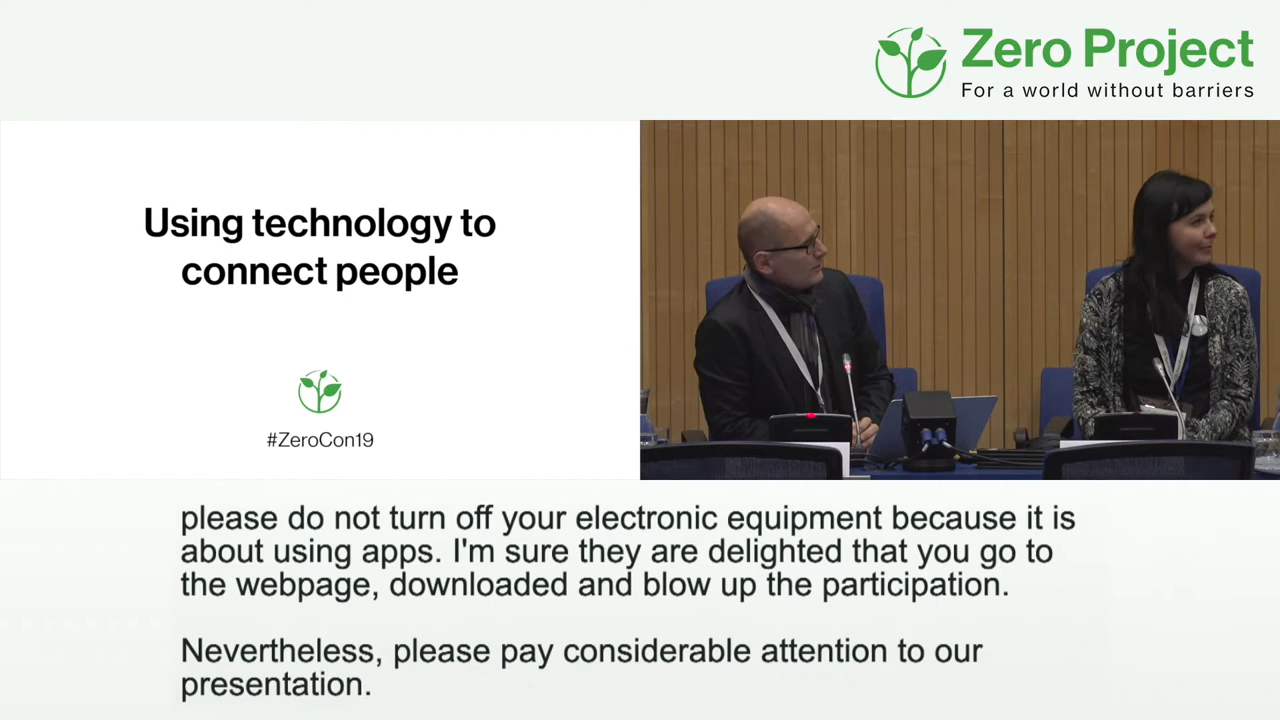 Zero Project
For a world without barriers
Using technology to
connect people
#ZeroCon19
please do not turn off your electronic equipment because it is
about using apps. I'm sure they are delighted that you go to
the webpage, downloaded and blow up the participation.
Nevertheless, please pay considerable attention to our
presentation.